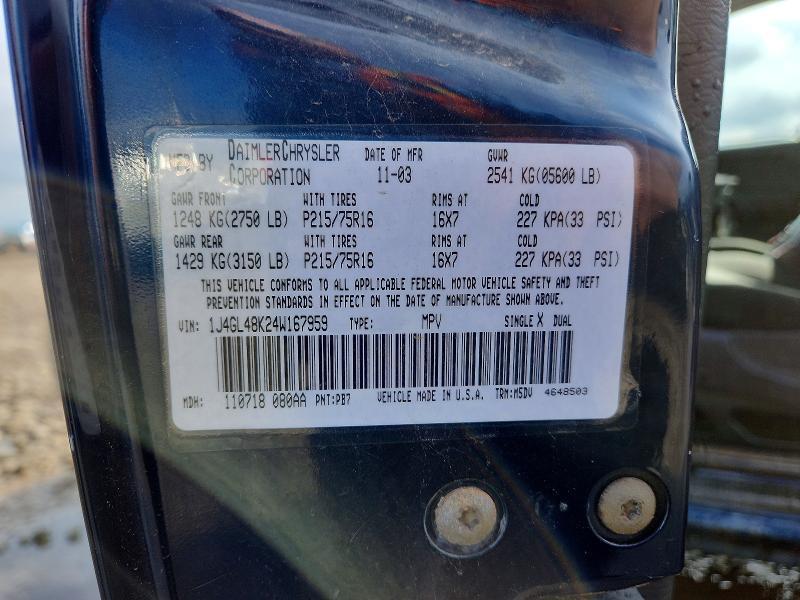 MFD BY DAIMLERCHRYSLER CORPORATION DATE OF MFR 11-03 GVWR 2541 KG(05600 LB)
GAWR FRONT WITH TIRES RIMS AT COLD
1248 KG(2750 LB) P215/75R16 16X7 227 KPA(33 PSI)
GAWR REAR WITH TIRES RIMS AT COLD
1429 KG(3150 LB) P215/75R16 16X7 227 KPA(33 PSI)
THIS VEHICLE CONFORMS TO ALL APPLICABLE FEDERAL MOTOR VEHICLE SAFETY AND THEFT
PREVENTION STANDARDS IN EFFECT ON THE DATE OF MANUFACTURE SHOWN ABOVE.
VIN: 1J4GL48K24W167959 TYPE: MPV SINGLE X DUAL
MDH: 110718 080AA PNT:PB7 VEHICLE MADE IN U.S.A. TRM:M5DV 4648503